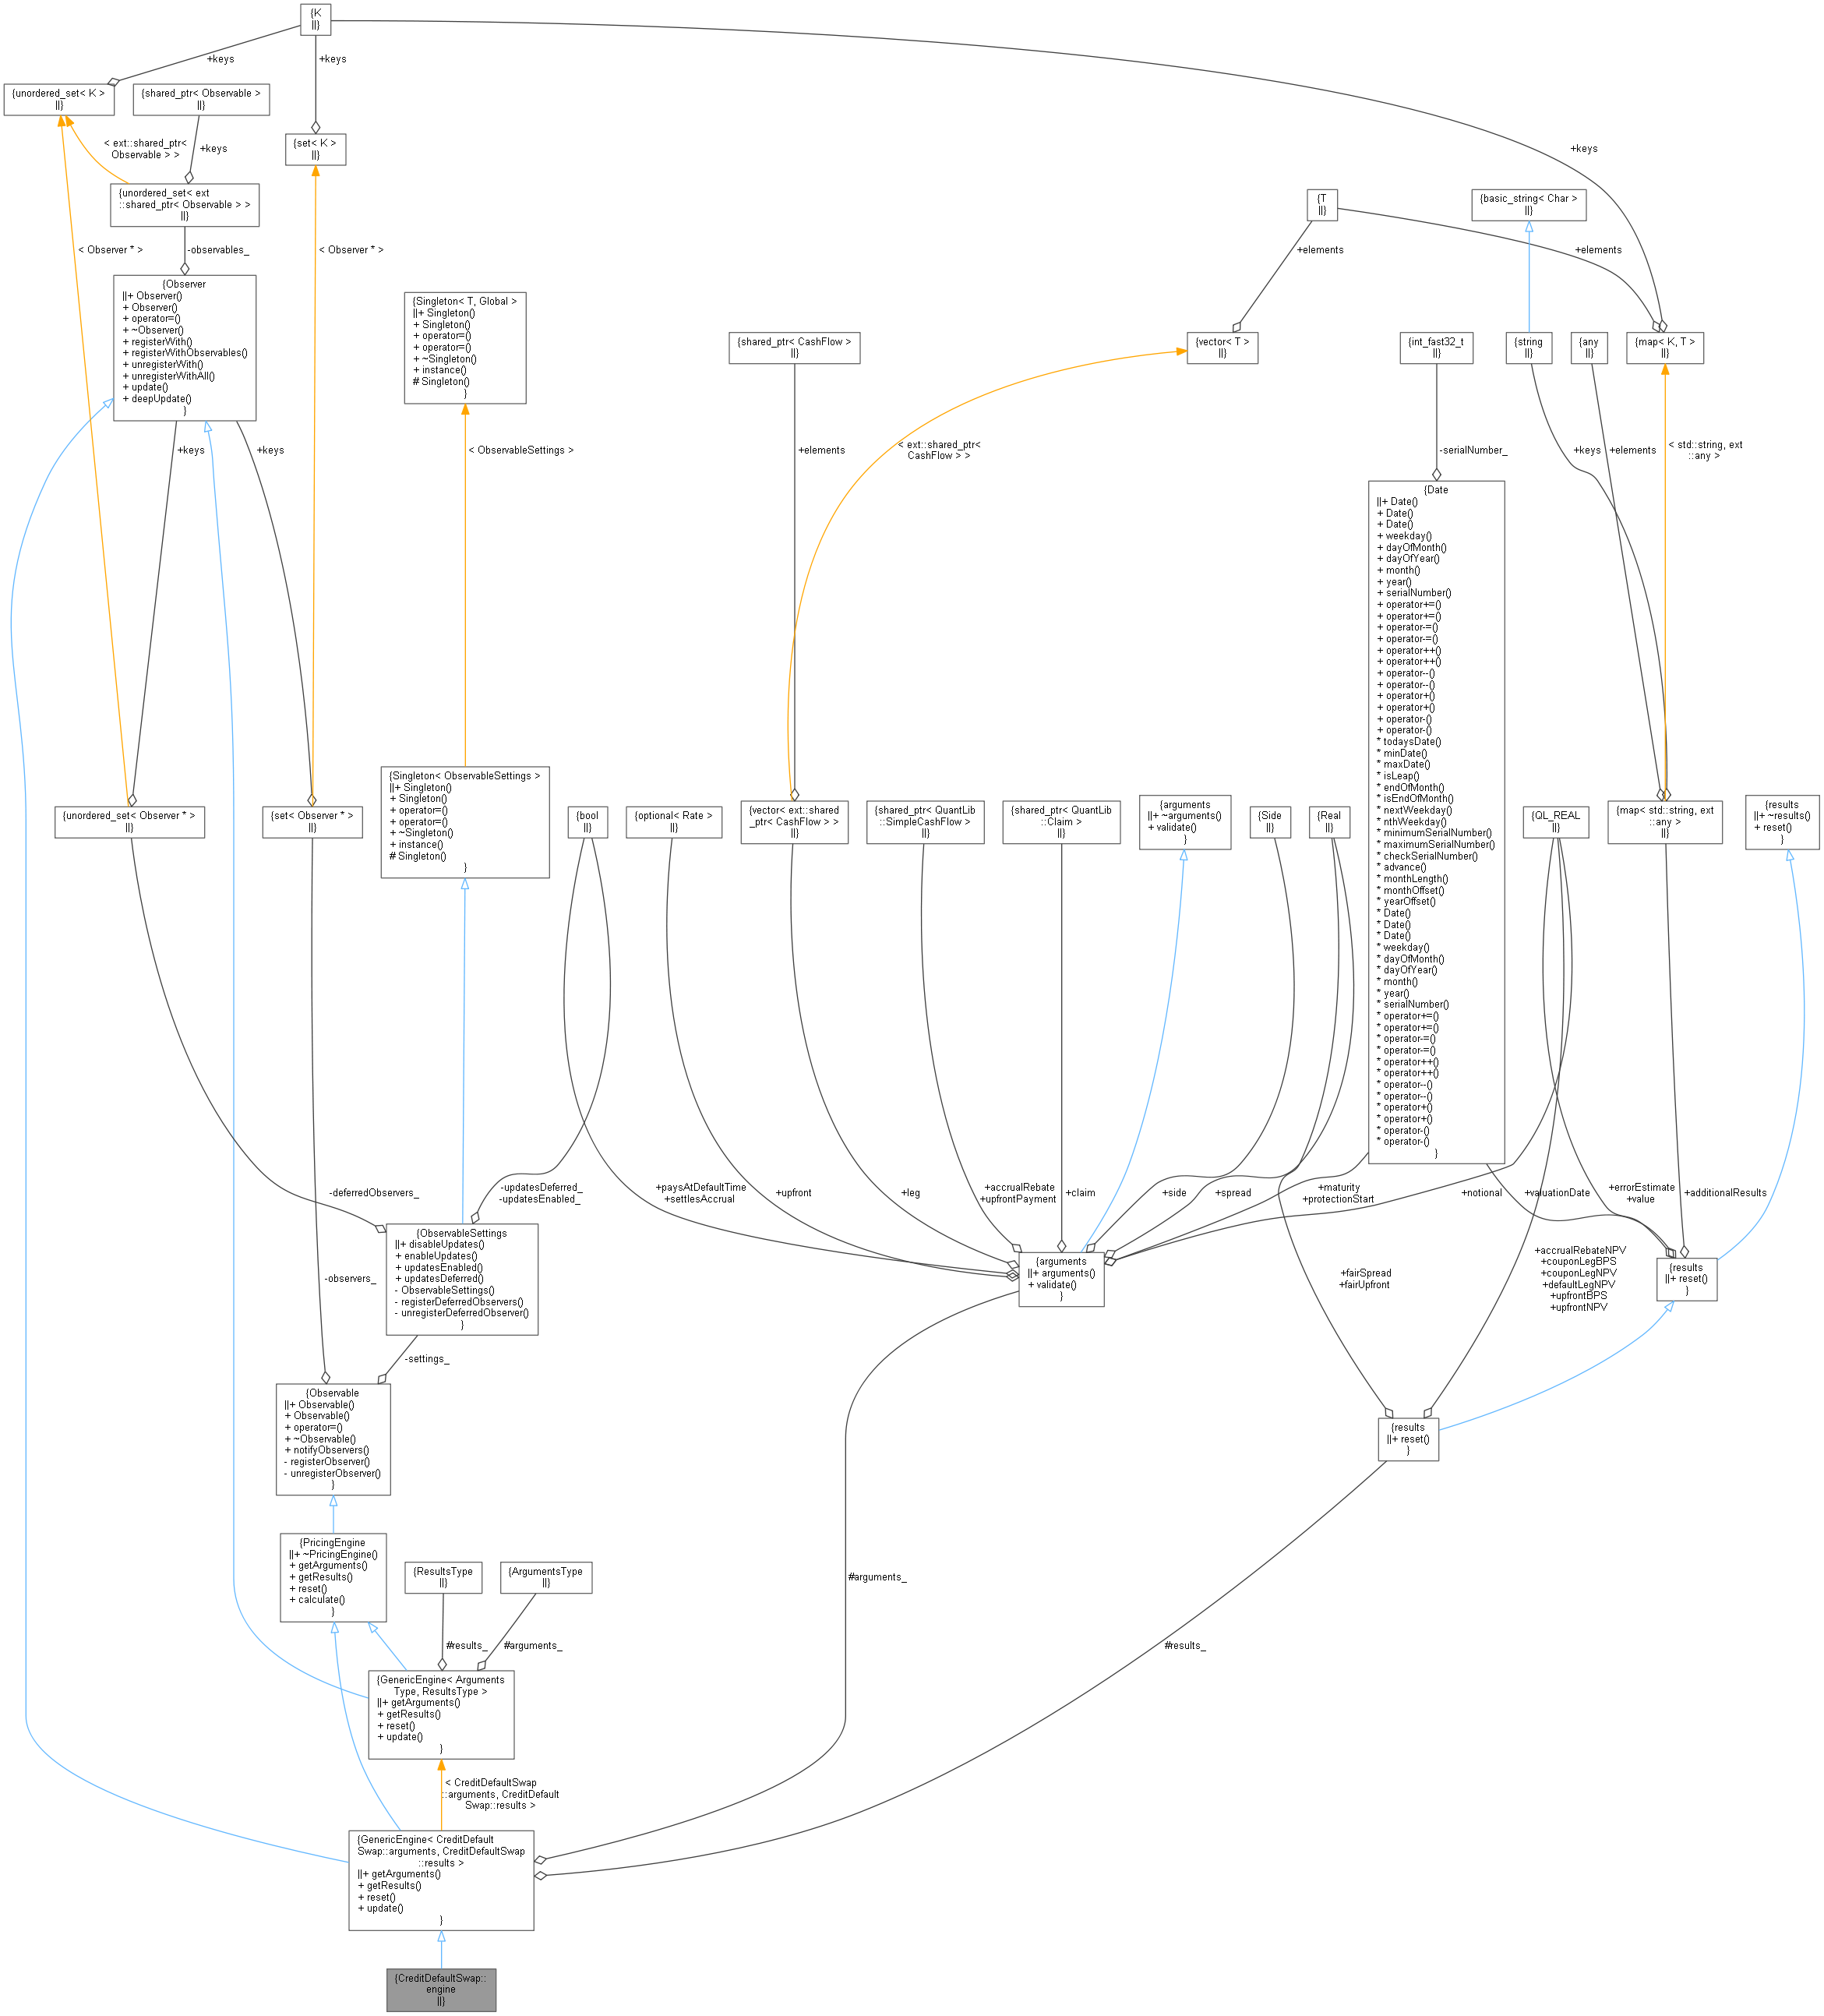 {K
||}
+keys
+keys
{unordered_set< K >
||}
{shared_ptr< Observable >
||}
{set< K >
||}
< ext::shared_ptr<
Observable > >
+keys
+keys
{unordered_set< ext
::shared_ptr< Observable > >
||}
{T
||}
{basic_string< Char >
||}
< Observer * >
-observables_
< Observer * >
+elements
+elements
{Observer
||+ Observer()
+ Observer()
+ operator=()
+ ~Observer()
+ registerWith()
+ registerWithObservables()
+ unregisterWith()
+ unregisterWithAll()
+ update()
+ deepUpdate()
}
{Singleton< T, Global >
||+ Singleton()
+ Singleton()
+ operator=()
+ operator=()
+ ~Singleton()
+ instance()
# Singleton()
}
{shared_ptr< CashFlow >
||}
{vector< T >
||}
{int_fast32_t
||}
{string
||}
{any
||}
{map< K, T >
||}
+keys
+keys
< ObservableSettings >
+elements
< ext::shared_ptr<
CashFlow > >
-serialNumber_
+keys
+elements
< std::string, ext
::any >
{Date
||+ Date()
+ Date()
+ Date()
+ weekday()
+ dayOfMonth()
+ dayOfYear()
+ month()
+ year()
+ serialNumber()
+ operator+=()
+ operator+=()
+ operator-=()
+ operator-=()
+ operator++()
+ operator++()
+ operator--()
+ operator--()
+ operator+()
+ operator+()
+ operator-()
+ operator-()
* todaysDate()
* minDate()
* maxDate()
* isLeap()
* endOfMonth()
* isEndOfMonth()
* nextWeekday()
* nthWeekday()
* minimumSerialNumber()
* maximumSerialNumber()
* checkSerialNumber()
* advance()
* monthLength()
* monthOffset()
* yearOffset()
* Date()
* Date()
* Date()
* weekday()
* dayOfMonth()
* dayOfYear()
* month()
* year()
* serialNumber()
* operator+=()
* operator+=()
* operator-=()
* operator-=()
* operator++()
* operator++()
* operator--()
* operator--()
* operator+()
* operator+()
* operator-()
* operator-()
}
{unordered_set< Observer * >
||}
{set< Observer * >
||}
{Singleton< ObservableSettings >
||+ Singleton()
+ Singleton()
+ operator=()
+ operator=()
+ ~Singleton()
+ instance()
# Singleton()
}
{bool
||}
{optional< Rate >
||}
{vector< ext::shared
_ptr< CashFlow > >
||}
{shared_ptr< QuantLib
::SimpleCashFlow >
||}
{shared_ptr< QuantLib
::Claim >
||}
{arguments
||+ ~arguments()
+ validate()
}
{Side
||}
{Real
||}
{QL_REAL
||}
{map< std::string, ext
::any >
||}
{results
||+ ~results()
+ reset()
}
-deferredObservers_
-updatesDeferred_
-updatesEnabled_
+paysAtDefaultTime
+settlesAccrual
+upfront
+leg
+accrualRebate
+upfrontPayment
+claim
+side
+spread
+maturity
+protectionStart
+notional
+valuationDate
+errorEstimate
+value
+additionalResults
{ObservableSettings
||+ disableUpdates()
+ enableUpdates()
+ updatesEnabled()
+ updatesDeferred()
- ObservableSettings()
- registerDeferredObservers()
- unregisterDeferredObserver()
}
{arguments
||+ arguments()
+ validate()
}
{results
||+ reset()
}
-observers_
+fairSpread
+fairUpfront
+accrualRebateNPV
+couponLegBPS
+couponLegNPV
+defaultLegNPV
+upfrontBPS
+upfrontNPV
-settings_
{Observable
||+ Observable()
+ Observable()
+ operator=()
+ ~Observable()
+ notifyObservers()
- registerObserver()
- unregisterObserver()
}
{results
||+ reset()
}
{PricingEngine
||+ ~PricingEngine()
+ getArguments()
+ getResults()
+ reset()
+ calculate()
}
{ResultsType
||}
{ArgumentsType
||}
#arguments_
#results_
#arguments_
#results_
{GenericEngine< Arguments
Type, ResultsType >
||+ getArguments()
+ getResults()
+ reset()
+ update()
}
< CreditDefaultSwap
::arguments, CreditDefault
Swap::results >
{GenericEngine< CreditDefault
Swap::arguments, CreditDefaultSwap
::results >
||+ getArguments()
+ getResults()
+ reset()
+ update()
}
{CreditDefaultSwap::
engine
||}